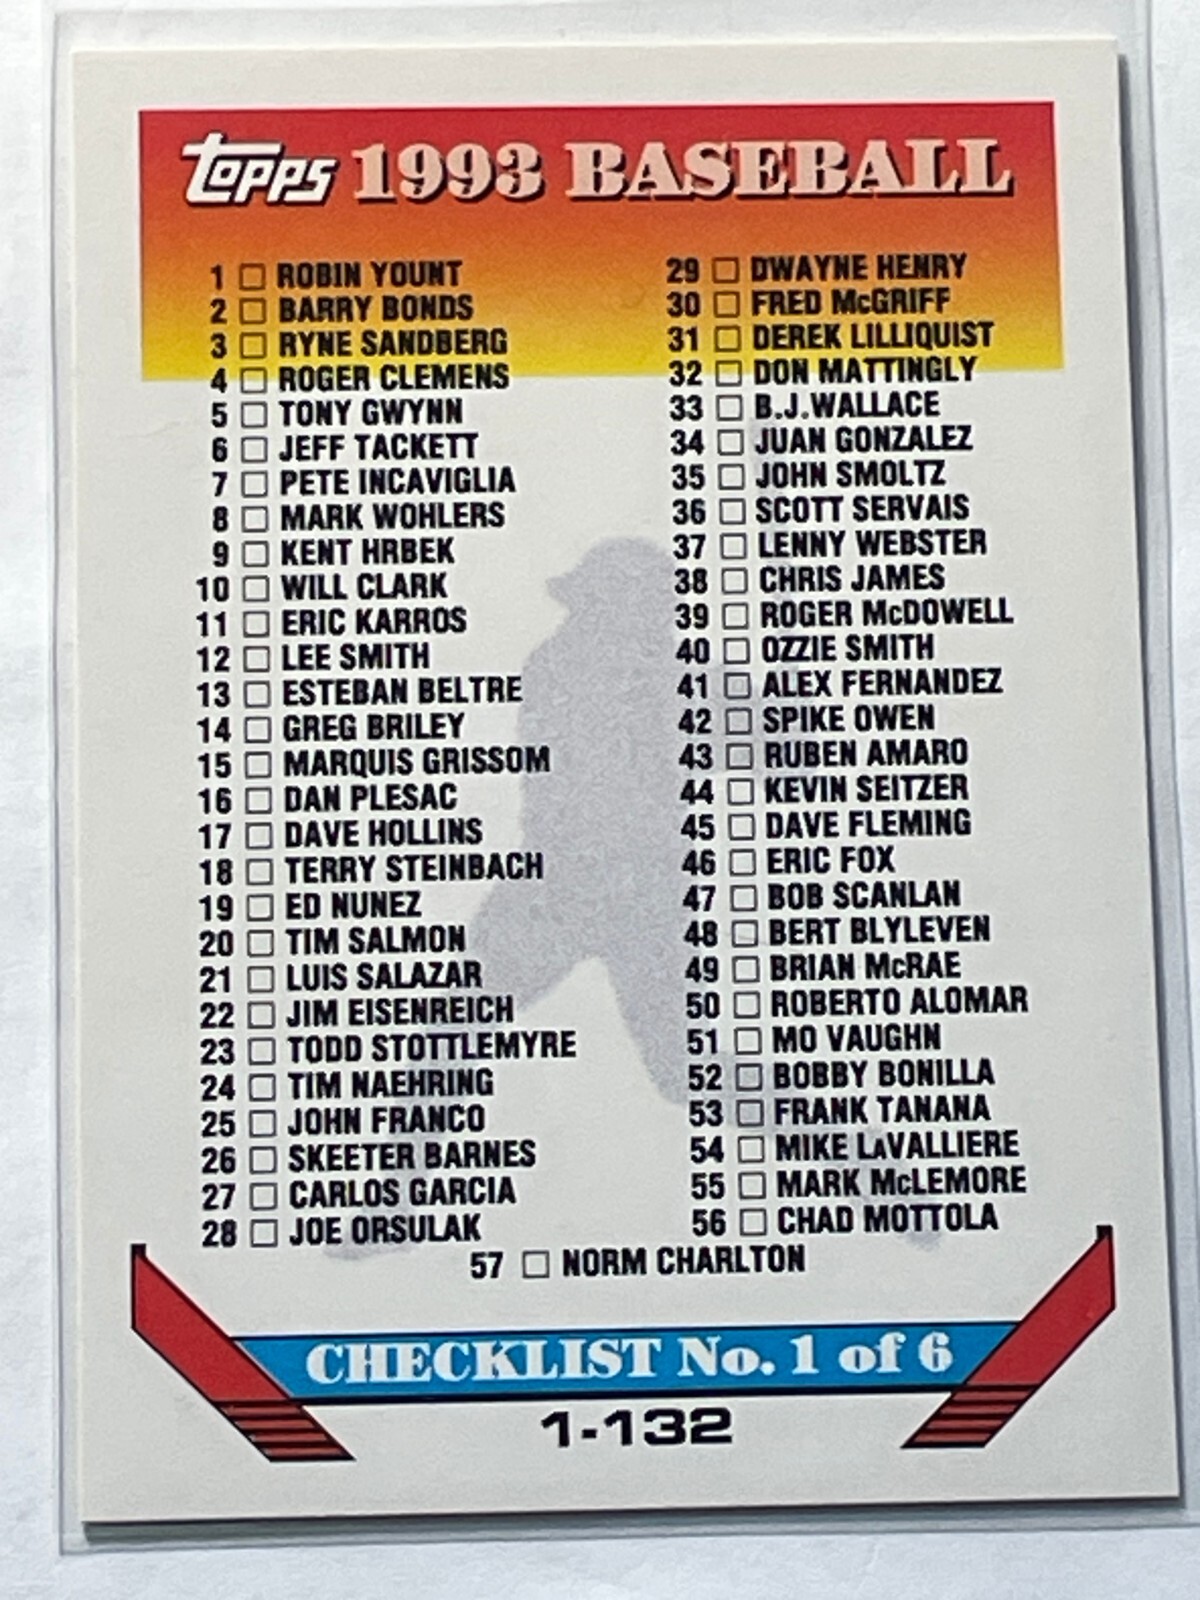 TOPPS 1993 BASEBALL
1 □ ROBIN YOUNT
2 □ BARRY BONDS
3 □ RYNE SANDBERG
4 □ ROGER CLEMENS
5 □ TONY GWYNN
6 □ JEFF TACKETT
7 □ PETE INCAVIGLIA
8 □ MARK WOHLERS
9 □ KENT HRBEK
10 □ WILL CLARK
11 □ ERIC KARROS
12 □ LEE SMITH
13 □ ESTEBAN BELTRE
14 □ GREG BRILEY
15 □ MARQUIS GRISSOM
16 □ DAN PLESAC
17 □ DAVE HOLLINS
18 □ TERRY STEINBACH
19 □ ED NUNEZ
20 □ TIM SALMON
21 □ LUIS SALAZAR
22 □ JIM EISENREICH
23 □ TODD STOTTLEMYRE
24 □ TIM NAEHRING
25 □ JOHN FRANCO
26 □ SKEETER BARNES
27 □ CARLOS GARCIA
28 □ JOE ORSULAK
29 □ DWAYNE HENRY
30 □ FRED McGRIFF
31 □ DEREK LILLIQUIST
32 □ DON MATTINGLY
33 □ B.J.WALLACE
34 □ JUAN GONZALEZ
35 □ JOHN SMOLTZ
36 □ SCOTT SERVAIS
37 □ LENNY WEBSTER
38 □ CHRIS JAMES
39 □ ROGER McDOWELL
40 □ OZZIE SMITH
41 □ ALEX FERNANDEZ
42 □ SPIKE OWEN
43 □ RUBEN AMARO
44 □ KEVIN SEITZER
45 □ DAVE FLEMING
46 □ ERIC FOX
47 □ BOB SCANLAN
48 □ BERT BLYLEVEN
49 □ BRIAN McRAE
50 □ ROBERTO ALOMAR
51 □ MO VAUGHN
52 □ BOBBY BONILLA
53 □ FRANK TANANA
54 □ MIKE LaVALLIERE
55 □ MARK McLEMORE
56 □ CHAD MOTTOLA
57 □ NORM CHARLTON
CHECKLIST No. 1 of 6
1-132